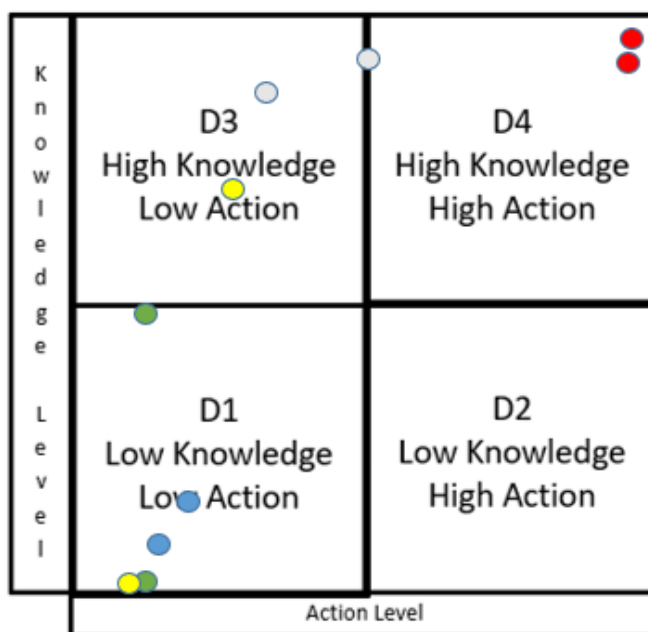 Knowledge Level
D3
High Knowledge
Low Action
D4
High Knowledge
High Action
D1
Low Knowledge
Low Action
D2
Low Knowledge
High Action
Action Level